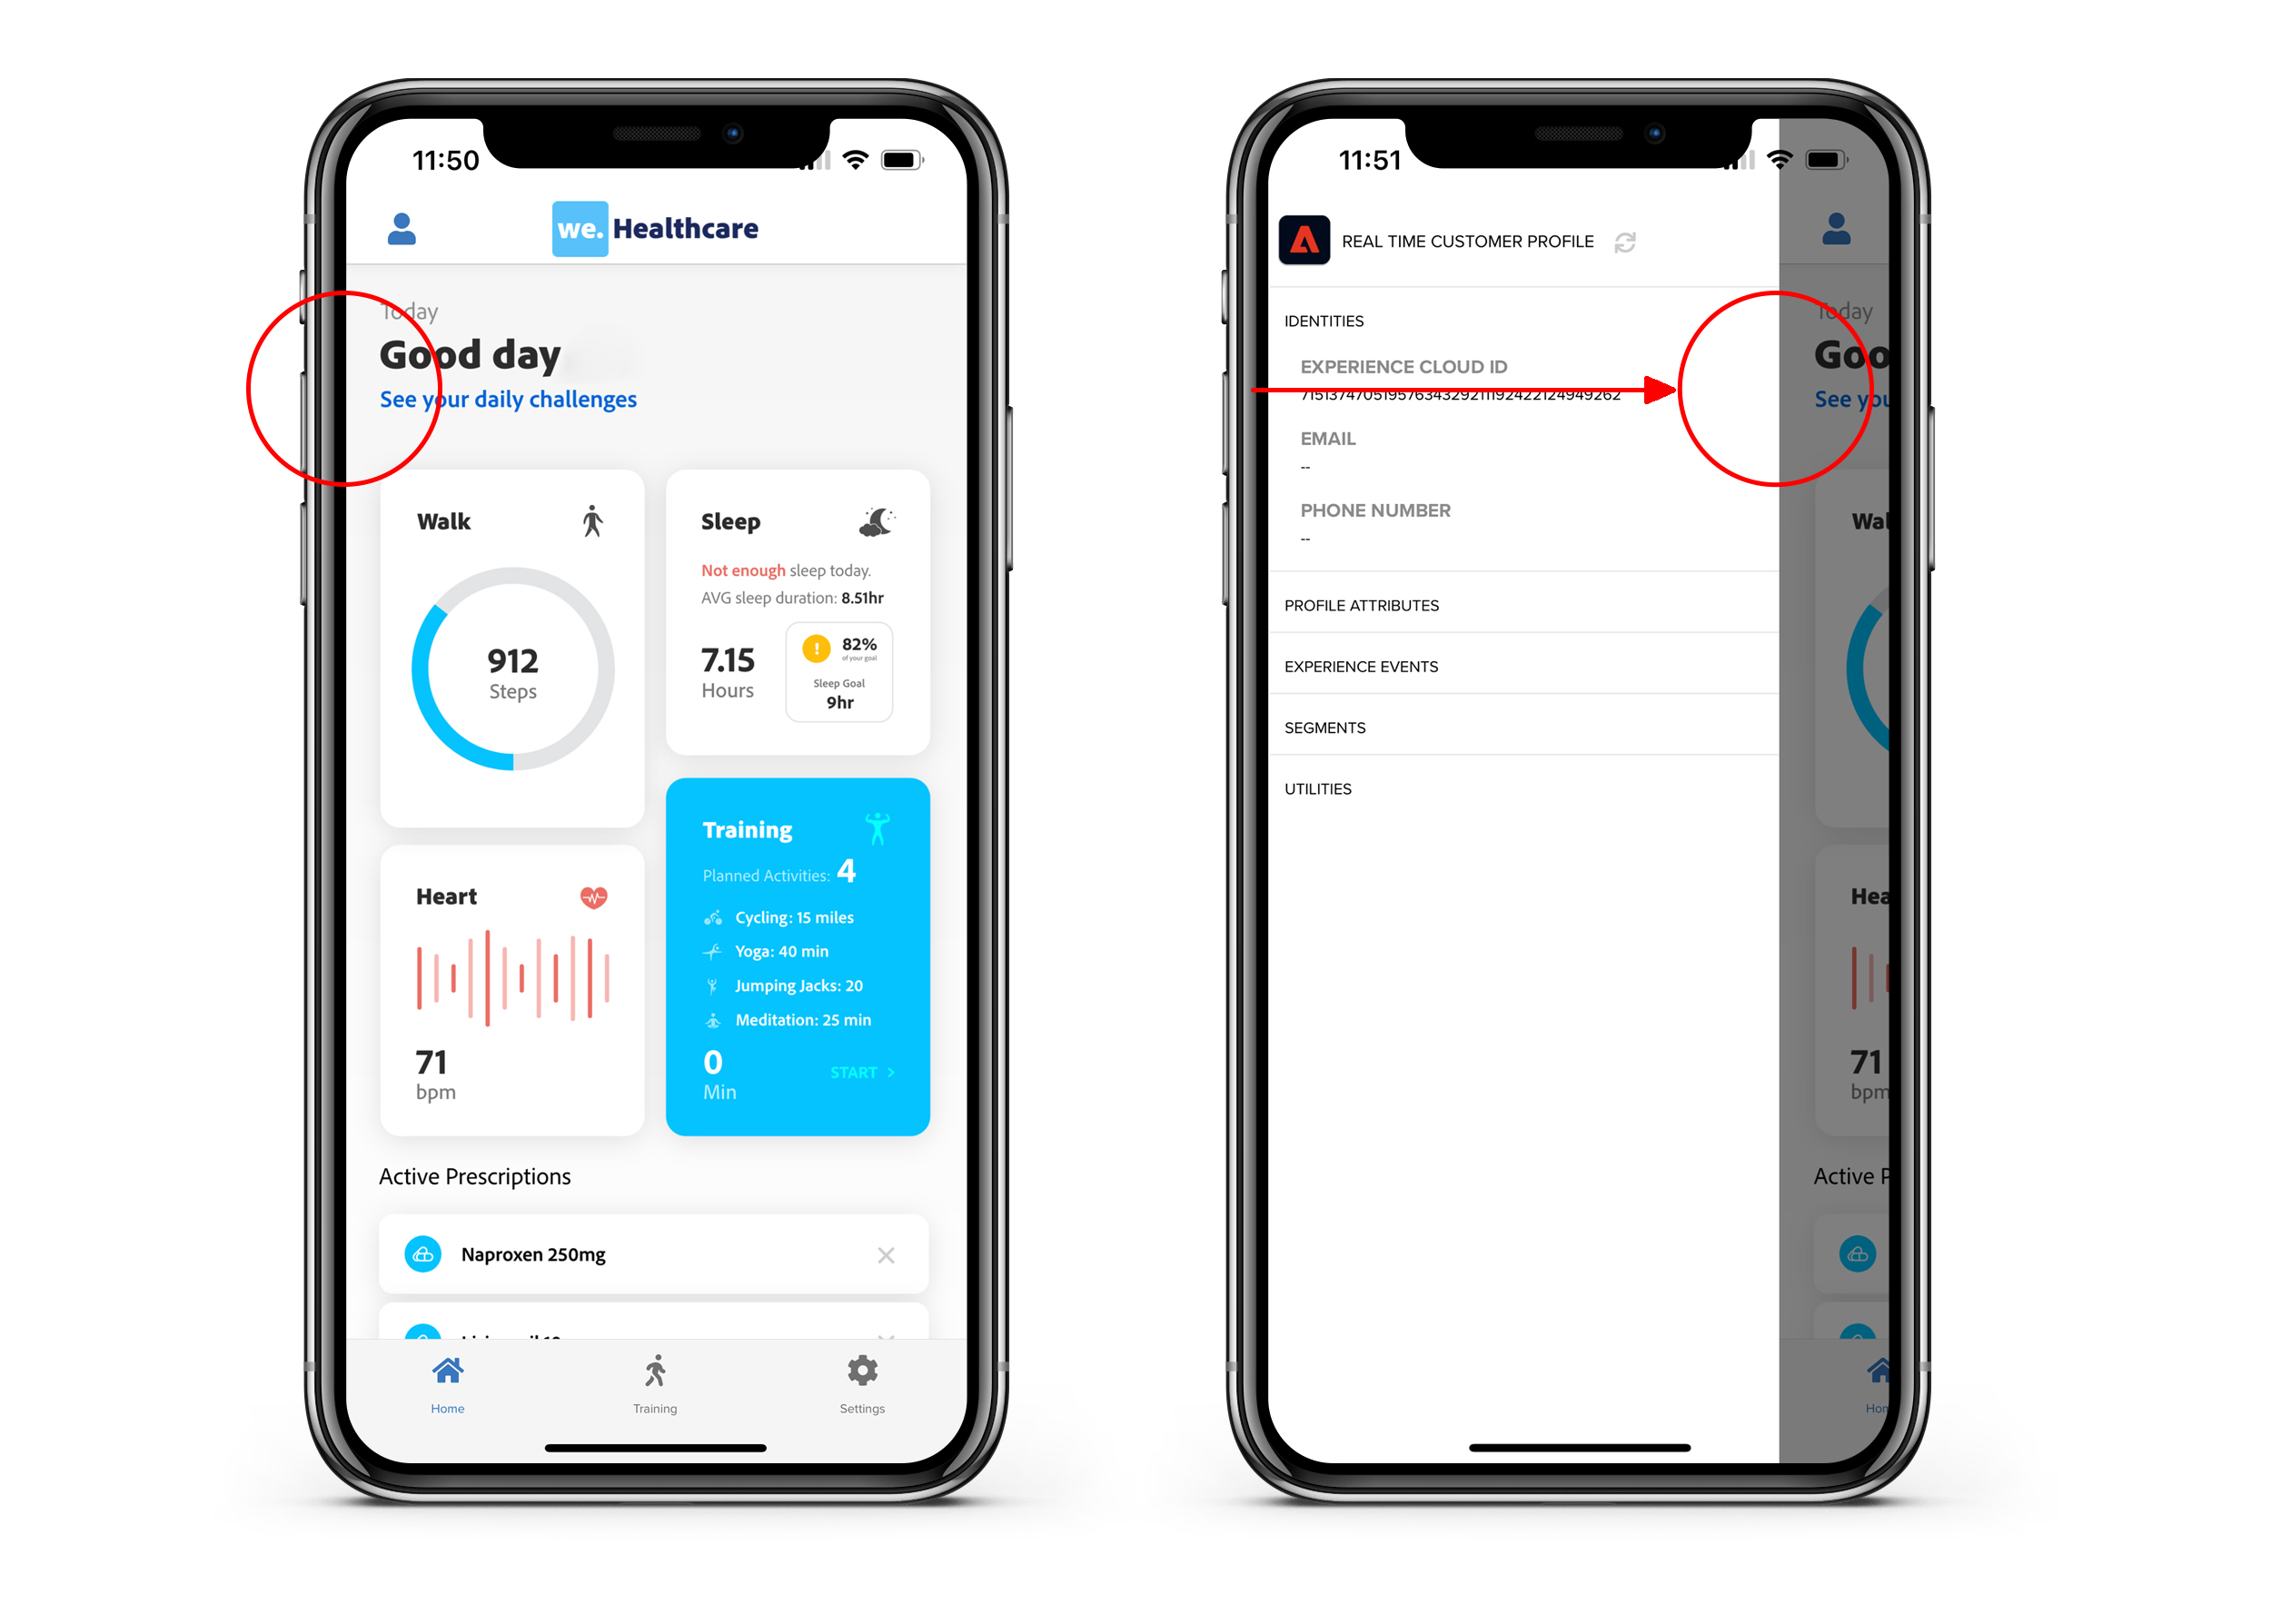 11:50
we. Healthcare
Today
Good day
See your daily challenges
Walk
912
Steps
Sleep
Not enough sleep today.
AVG sleep duration: 8.51hr
7.15
Hours
82%
of your goal
Sleep Goal
9hr
Heart
71
bpm
Training
Planned Activities: 4
Cycling: 15 miles
Yoga: 40 min
Jumping Jacks: 20
Meditation: 25 min
0
Min
START >
Active Prescriptions
Naproxen 250mg
Home
Training
Settings
11:51
REAL TIME CUSTOMER PROFILE
IDENTITIES
EXPERIENCE CLOUD ID
EMAIL
--
PHONE NUMBER
--
PROFILE ATTRIBUTES
EXPERIENCE EVENTS
SEGMENTS
UTILITIES
Today
Goo
See you
Wal
Hea
71
bpm
Active P
Hom